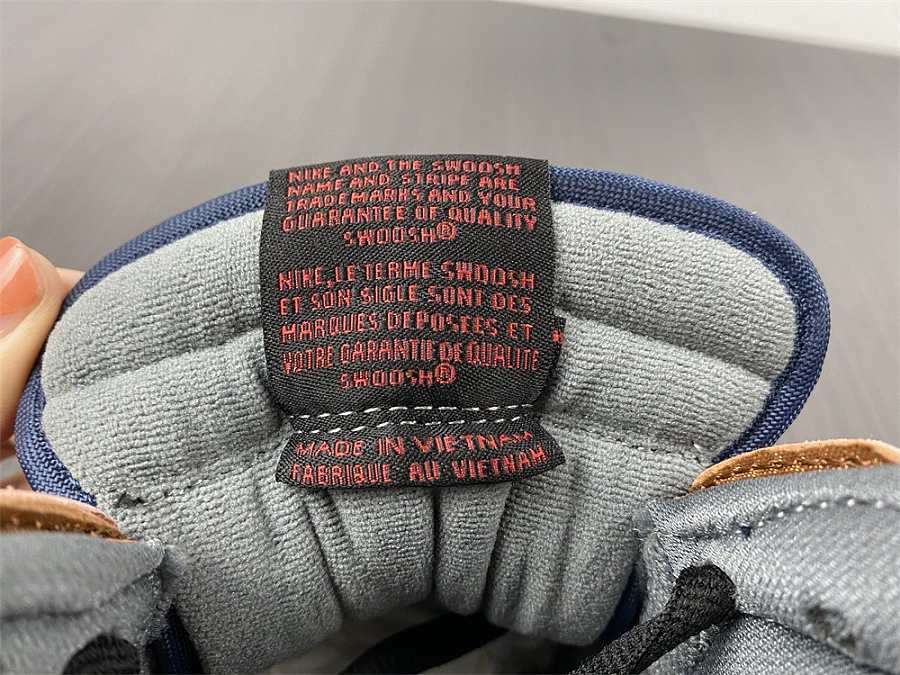 NIKE AND THE SWOOSH
NAME AND STRIPE ARE
TRADEMARKS AND YOUR
GUARANTEE OF QUALITY
SWOOSH®
NIKE, LE TERME SWOOSH
ET SON SIGLE SONT DES
MARQUES DEPOSEES ET
VOTRE GARANTIE DE QUALITE
SWOOSH®
MADE IN VIETNAM
FABRIQUE AU VIETNAM